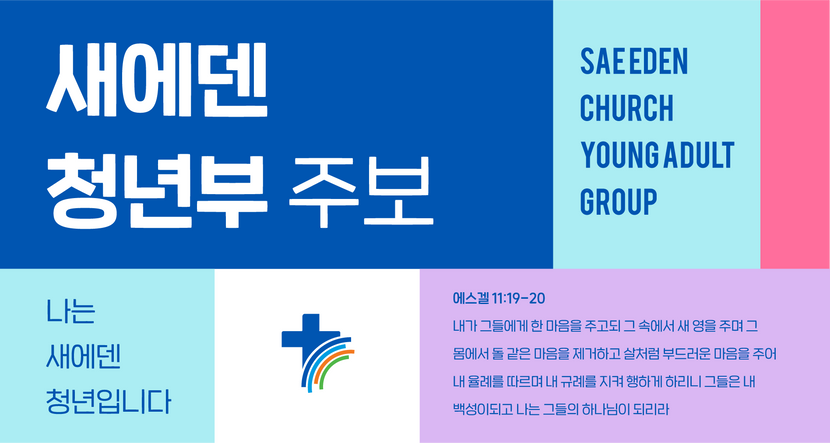 새에덴
청년부 주보
SAE EDEN
CHURCH
YOUNG ADULT
GROUP
나는
새에덴
청년입니다
에스겔 11:19-20
내가 그들에게 한 마음을 주고되 그 속에서 새 영을 주며 그
몸에서 돌 같은 마음을 제거하고 살처럼 부드러운 마음을 주어
내 율례를 따르며 내 규례를 지켜 행하게 하리니 그들은 내
백성이되고 나는 그들의 하나님이 되리라